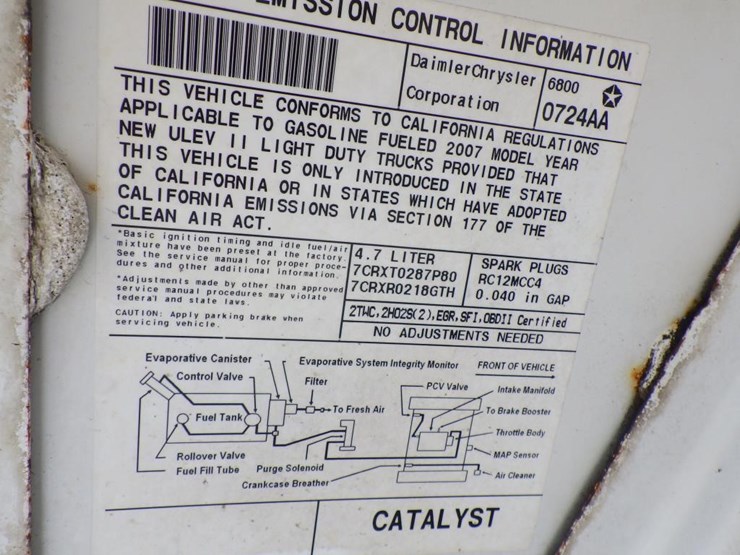 EMISSION CONTROL INFORMATION
DaimlerChrysler
Corporation
6800
0724AA
THIS VEHICLE CONFORMS TO CALIFORNIA REGULATIONS
APPLICABLE TO GASOLINE FUELED 2007 MODEL YEAR
NEW ULEV II LIGHT DUTY TRUCKS PROVIDED THAT
THIS VEHICLE IS ONLY INTRODUCED IN THE STATE
OF CALIFORNIA OR IN STATES WHICH HAVE ADOPTED
CALIFORNIA EMISSIONS VIA SECTION 177 OF THE
CLEAN AIR ACT.
*Basic ignition timing and idle fuel/air
mixture have been preset at the factory.
See the service manual for proper proce-
dures and other additional information.
*Adjustments made by other than approved
service manual procedures may violate
federal and state laws.
CAUTION: Apply parking brake when
servicing vehicle.
4.7 LITER
7CRXT0287P80
7CRXR0218GTH
SPARK PLUGS
RC12MCC4
0.040 in GAP
2TWC,2HO2S(2),EGR,SFI,OBDII Certified
NO ADJUSTMENTS NEEDED
Evaporative Canister
Evaporative System Integrity Monitor
FRONT OF VEHICLE
Control Valve
Filter
PCV Valve
Intake Manifold
To Fresh Air
To Brake Booster
Fuel Tank
Throttle Body
Rollover Valve
MAP Sensor
Fuel Fill Tube
Purge Solenoid
Air Cleaner
Crankcase Breather
CATALYST